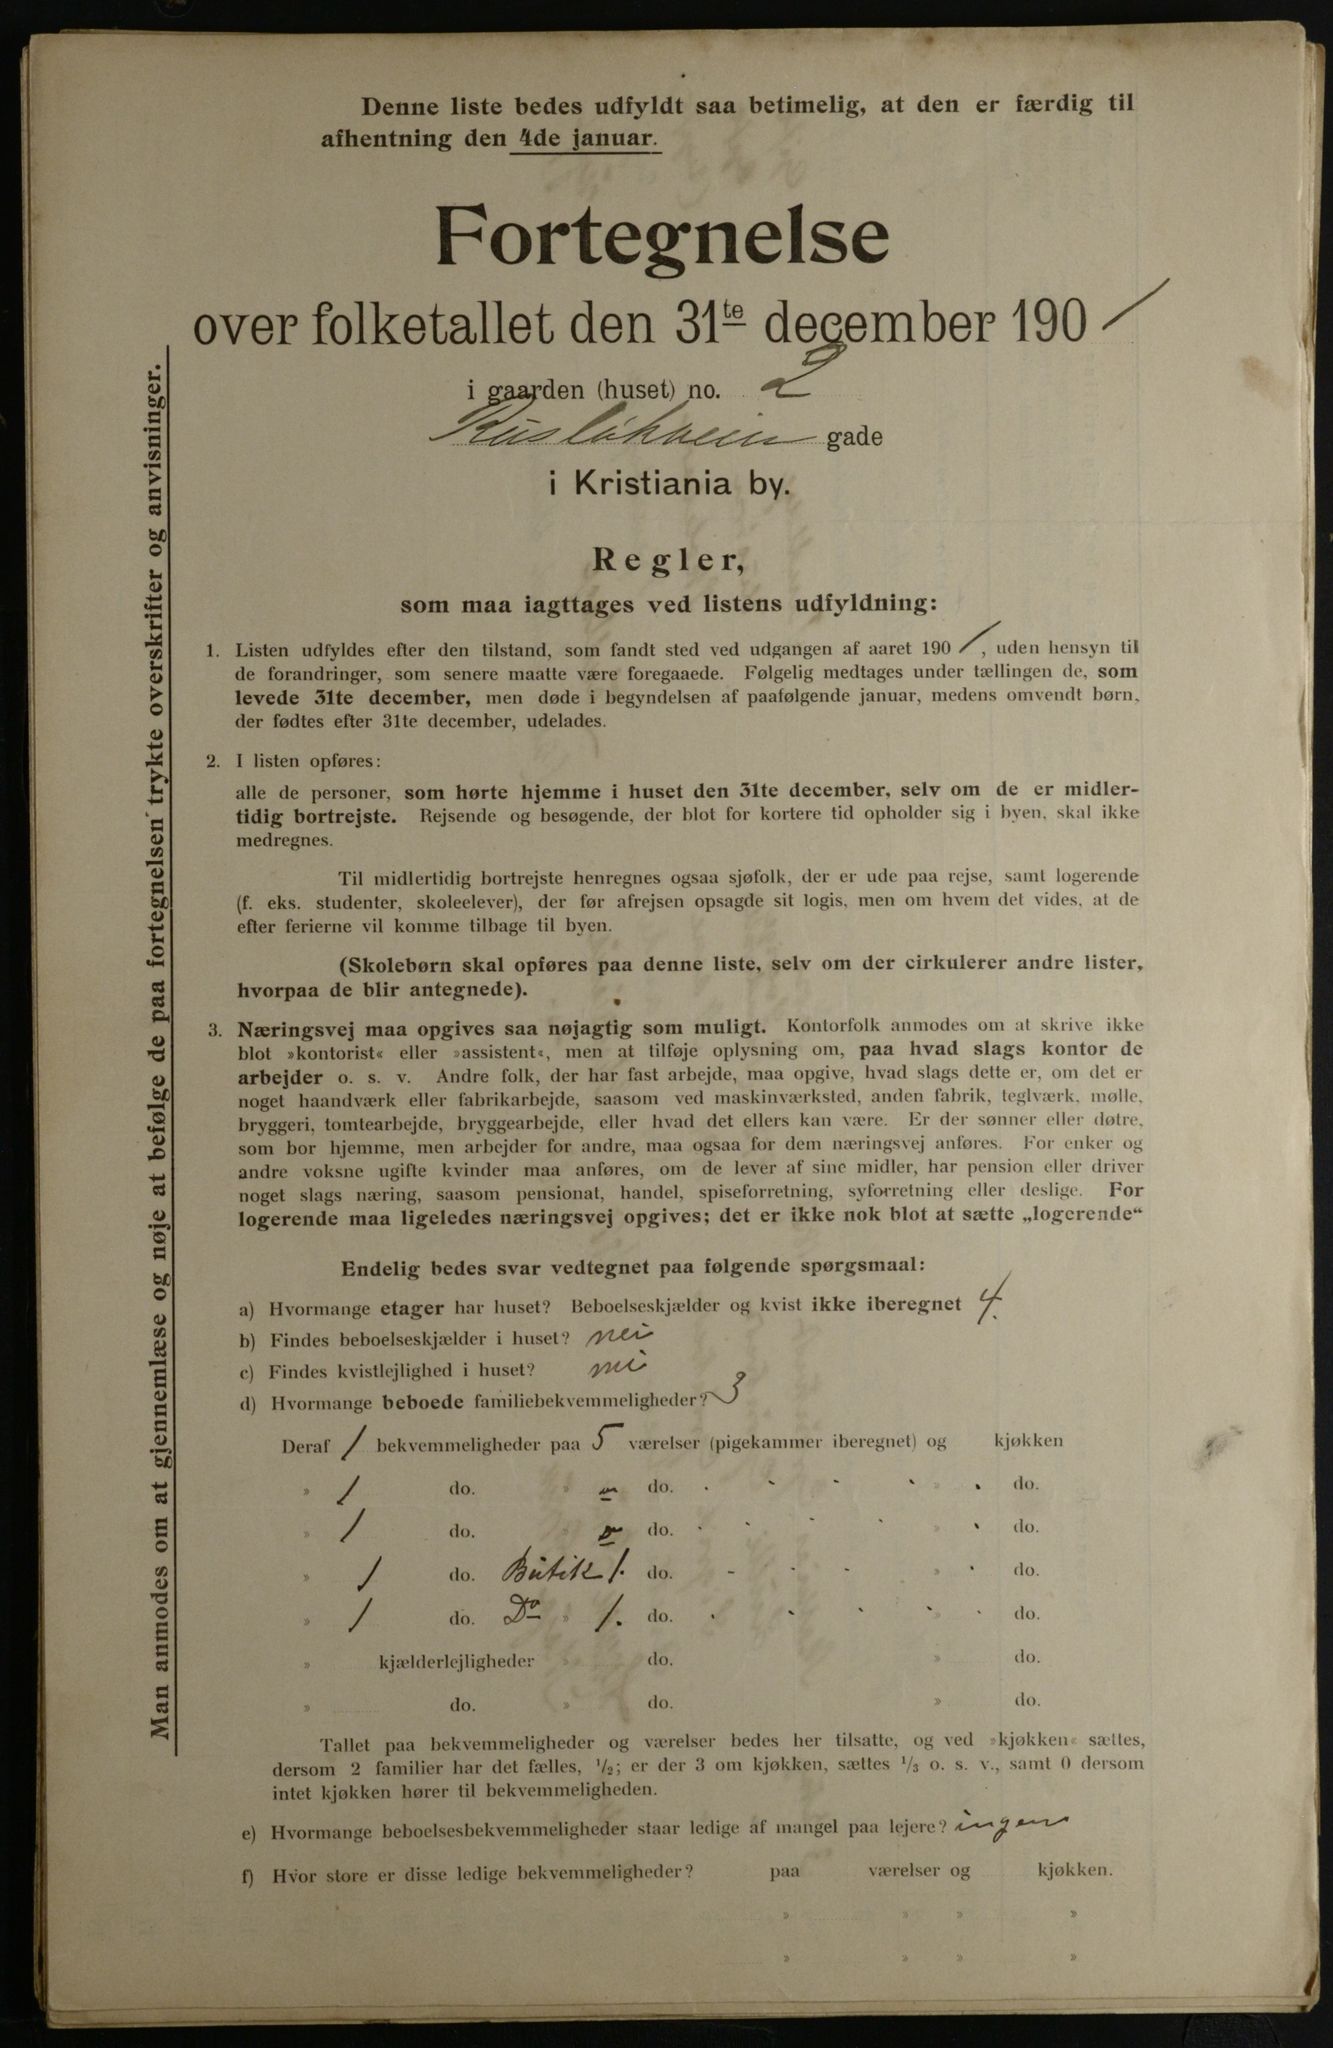 Denne liste bedes udfyldt saa betimelig, at den er færdig til
afhentning den 4de januar.
Fortegnelse
over folketallet den 31te december 1901
i gaarden (huset) no. 2
Rusløkvein gade
i Kristiania by.
Regler,
som maa iagttages ved listens udfyldning:
1. Listen udfyldes efter den tilstand, som fandt sted ved udgangen af aaret 1901, uden hensyn til
de forandringer, som senere maatte være foregaaede. Følgelig medtages under tællingen de, som
levede 31te december, men døde i begyndelsen af paafølgende januar, medens omvendt børn,
der fødtes efter 31te december, udelades.
2. I listen opføres:
alle de personer, som hørte hjemme i huset den 31te december, selv om de er midler-
tidig bortrejste. Rejsende og besøgende, der blot for kortere tid opholder sig i byen, skal ikke
medregnes.
Til midlertidig bortrejste henregnes ogsaa sjøfolk, der er ude paa rejse, samt logerende
(f. eks. studenter, skoleelever), der før afrejsen opsagde sit logis, men om hvem det vides, at de
efter ferierne vil komme tilbage til byen.
(Skolebørn skal opføres paa denne liste, selv om der cirkulerer andre lister,
hvorpaa de blir antegnede).
3. Næringsvej maa opgives saa nøjagtig som muligt. Kontorfolk anmodes om at skrive ikke
blot »kontorist« eller »assistent«, men at tilføje oplysning om, paa hvad slags kontor de
arbejder o. s. v. Andre folk, der har fast arbejde, maa opgive, hvad slags dette er, om det er
noget haandværk eller fabrikarbejde, saasom ved maskinværksted, anden fabrik, teglværk, mølle,
bryggeri, tomtearbejde, bryggearbejde, eller hvad det ellers kan være. Er der sønner eller døtre,
som bor hjemme, men arbejder for andre, maa ogsaa for dem næringsvej anføres. For enker og
andre voksne ugifte kvinder maa anføres, om de lever af sine midler, har pension eller driver
noget slags næring, saasom pensionat, handel, spiseforretning, syforretning eller deslige. For
logerende maa ligeledes næringsvej opgives; det er ikke nok blot at sætte „logerende“
Endelig bedes svar vedtegnet paa følgende spørgsmaal:
a) Hvormange etager har huset? Beboelseskjælder og kvist ikke iberegnet 4.
b) Findes beboelseskjælder i huset? nei
c) Findes kvistlejlighed i huset? nei
d) Hvormange beboede familiebekvemmeligheder? 3
Deraf 1 bekvemmeligheder paa 5 værelser (pigekammer iberegnet) og kjøkken
» 1 do. » do. » do.
» 1 do. » do. » do.
» 1 do. Butik 1. do. » do.
» 1 do. Do » 1. do. » do.
» kjælderlejligheder » do. » do.
» do. » do. » do.
Tallet paa bekvemmeligheder og værelser bedes her tilsatte, og ved »kjøkken« sættes,
dersom 2 familier har det fælles, 1/2; er der 3 om kjøkken, sættes 1/3 o. s. v., samt 0 dersom
intet kjøkken hører til bekvemmeligheden.
e) Hvormange beboelsesbekvemmeligheder staar ledige af mangel paa lejere? ingen
f) Hvor store er disse ledige bekvemmeligheder? paa værelser og kjøkken.
» » » »
» » » »
Man anmodes om at gjennemlæse og nøje at befølge de paa fortegnelsen trykte overskrifter og anvisninger.